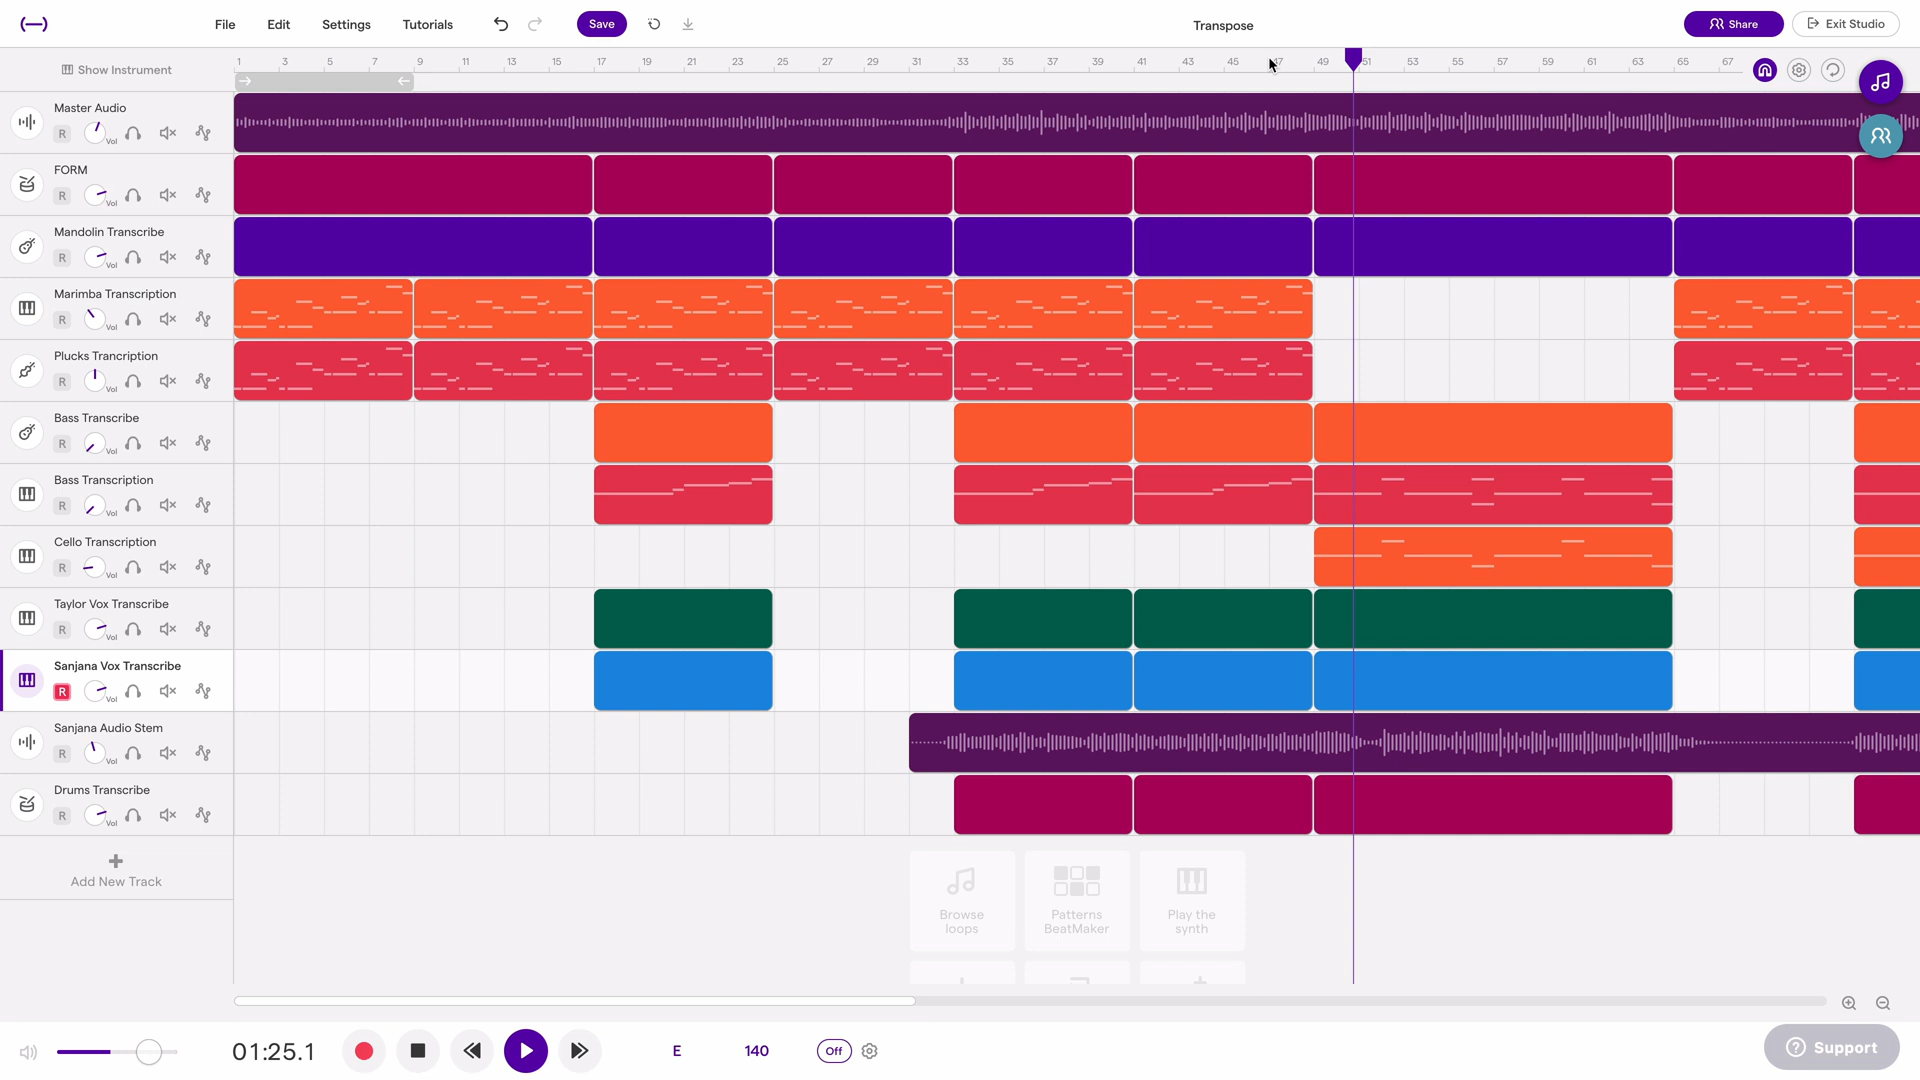 File Edit Settings Tutorials Save Transpose Share Exit Studio
Show Instrument 1 3 5 7 9 11 13 15 17 19 21 23 25 27 29 31 33 35 37 39 41 43 45 47 49 51 53 55 57 59 61 63 65 67
Master Audio
R Vol
FORM
R Vol
Mandolin Transcribe
R Vol
Marimba Transcription
R Vol
Plucks Trancription
R Vol
Bass Transcribe
R Vol
Bass Transcription
R Vol
Cello Transcription
R Vol
Taylor Vox Transcribe
R Vol
Sanjana Vox Transcribe
R Vol
Sanjana Audio Stem
R Vol
Drums Transcribe
R Vol
Add New Track
Browse loops
Patterns BeatMaker
Play the synth
01:25.1 E 140 Off Support